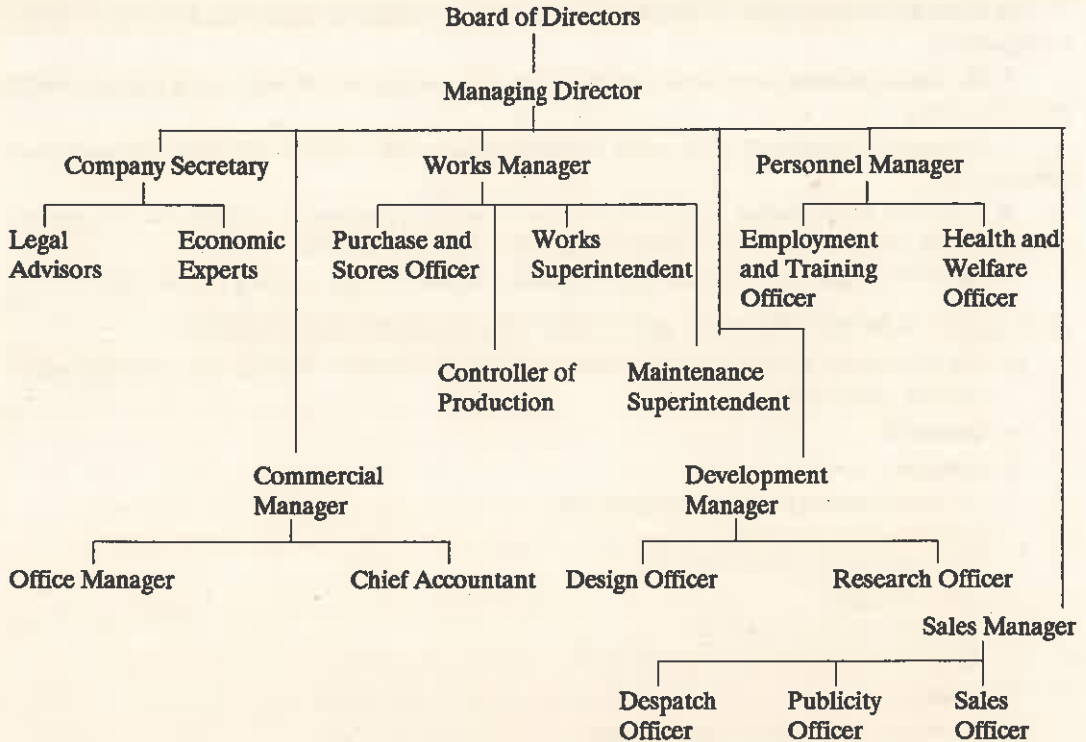 Board of Directors
Managing Director
Company Secretary
Works Manager
Personnel Manager
Legal
Advisors
Economic
Experts
Purchase and
Stores Officer
Works
Superintendent
Employment
and Training
Officer
Health and
Welfare
Officer
Controller of
Production
Maintenance
Superintendent
Commercial
Manager
Development
Manager
Office Manager
Chief Accountant
Design Officer
Research Officer
Sales Manager
Despatch
Officer
Publicity
Officer
Sales
Officer